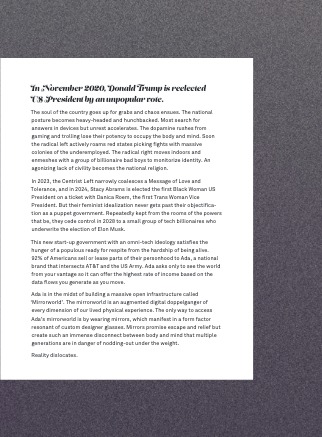 In November 2020, Donald Trump is reelected
US President by an unpopular vote.
The soul of the country goes up for grabs and chaos ensues. The national
posture becomes heavy-headed and hunchbacked. Most search for
answers in devices but unrest accelerates. The dopamine rushes from
gaming and trolling lose their potency to occupy the body and mind. Soon
the radical left actively roams red states picking fights with massive
colonies of the underemployed. The radical right moves indoors and
enmeshes with a group of billionaire bad boys to monitor identity. An
agonizing lack of civility becomes the national religion.
In 2023, the Centrist Left narrowly coalesces a Message of Love and
Tolerance, and in 2024, Stacy Abrams is elected the first Black Woman US
President on a ticket with Danica Roem, the first Trans Woman Vice
President. But their feminist idealization never gets past their objectifica-
tion as a puppet government. Repeatedly kept from the rooms of the powers
that be, they code control in 2028 to a small group of tech billionaires who
underwrite the election of Elon Musk.
This new start-up government with an omni-tech ideology satisfies the
hunger of a populous ready for respite from the hardship of being alive.
92% of Americans sell or lease parts of their personhood to Ada, a national
brand that intersects AT&T and the US Army. Ada asks only to see the world
from your vantage so it can offer the highest rate of income based on the
data flows you generate as you move.
Ada is in the midst of building a massive open infrastructure called
'Mirrorworld'. The mirrorworld is an augmented digital doppelganger of
every dimension of our lived physical experience. The only way to access
Ada's mirrorworld is by wearing mirrors, which manifest in a form factor
resonant of custom designer glasses. Mirrors promise escape and relief but
create such an immense disconnect between body and mind that multiple
generations are in danger of nodding-out under the weight.
Reality dislocates.